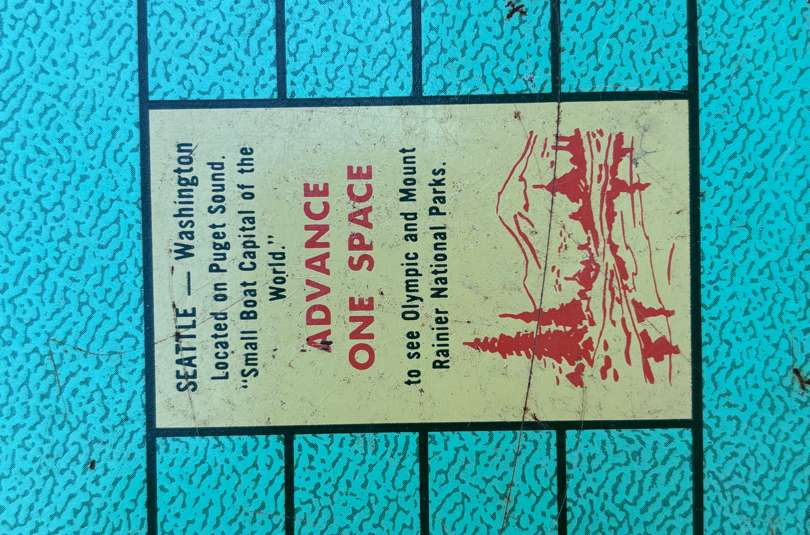 SEATTLE — Washington
Located on Puget Sound.
"Small Boat Capital of the
World."
ADVANCE
ONE SPACE
to see Olympic and Mount
Rainier National Parks.